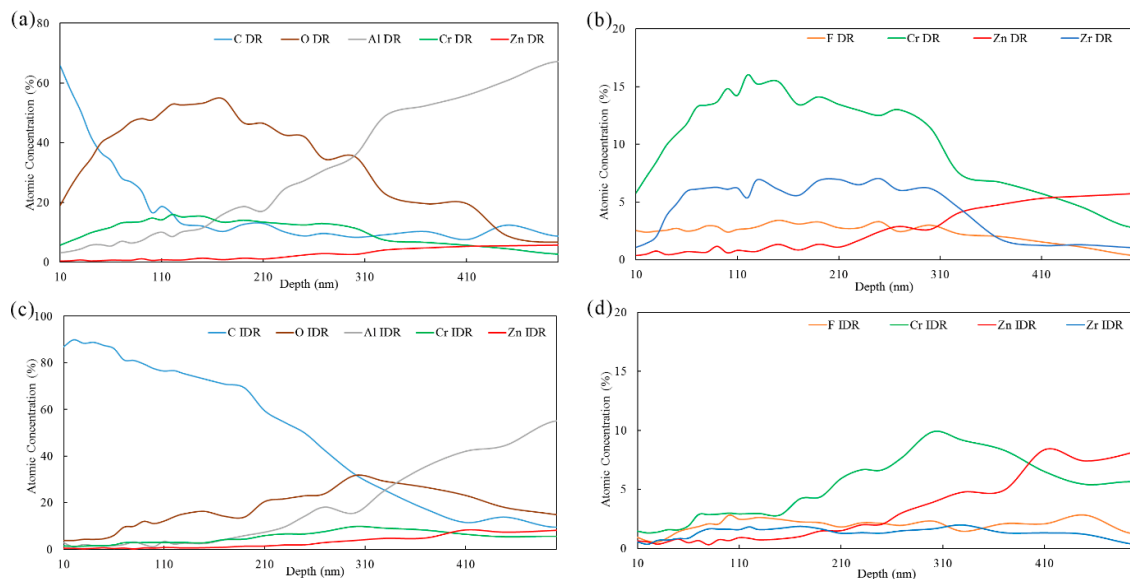 (a)
C DR O DR Al DR Cr DR Zn DR
Atomic Concentration (%)
80
60
40
20
0
10 110 210 310 410
Depth (nm)
(b)
F DR Cr DR Zn DR Zr DR
Atomic Concentration (%)
20
15
10
5
0
10 110 210 310 410
Depth (nm)
(c)
C IDR O IDR Al IDR Cr IDR Zn IDR
Atomic Concentration (%)
100
80
60
40
20
0
10 110 210 310 410
Depth (nm)
(d)
F IDR Cr IDR Zn IDR Zr IDR
Atomic Concentration (%)
20
15
10
5
0
10 110 210 310 410
Depth (nm)